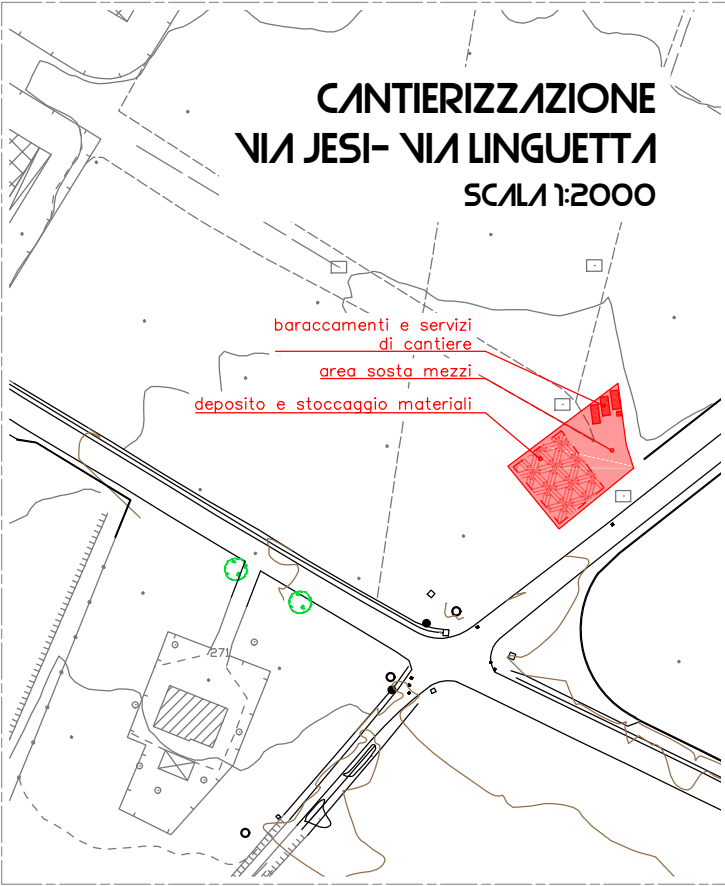 CANTIERIZZAZIONE
VIA JESI- VIA LINGUETTA
SCALA 1:2000
baraccamenti e servizi
di cantiere
area sosta mezzi
deposito e stoccaggio materiali
271